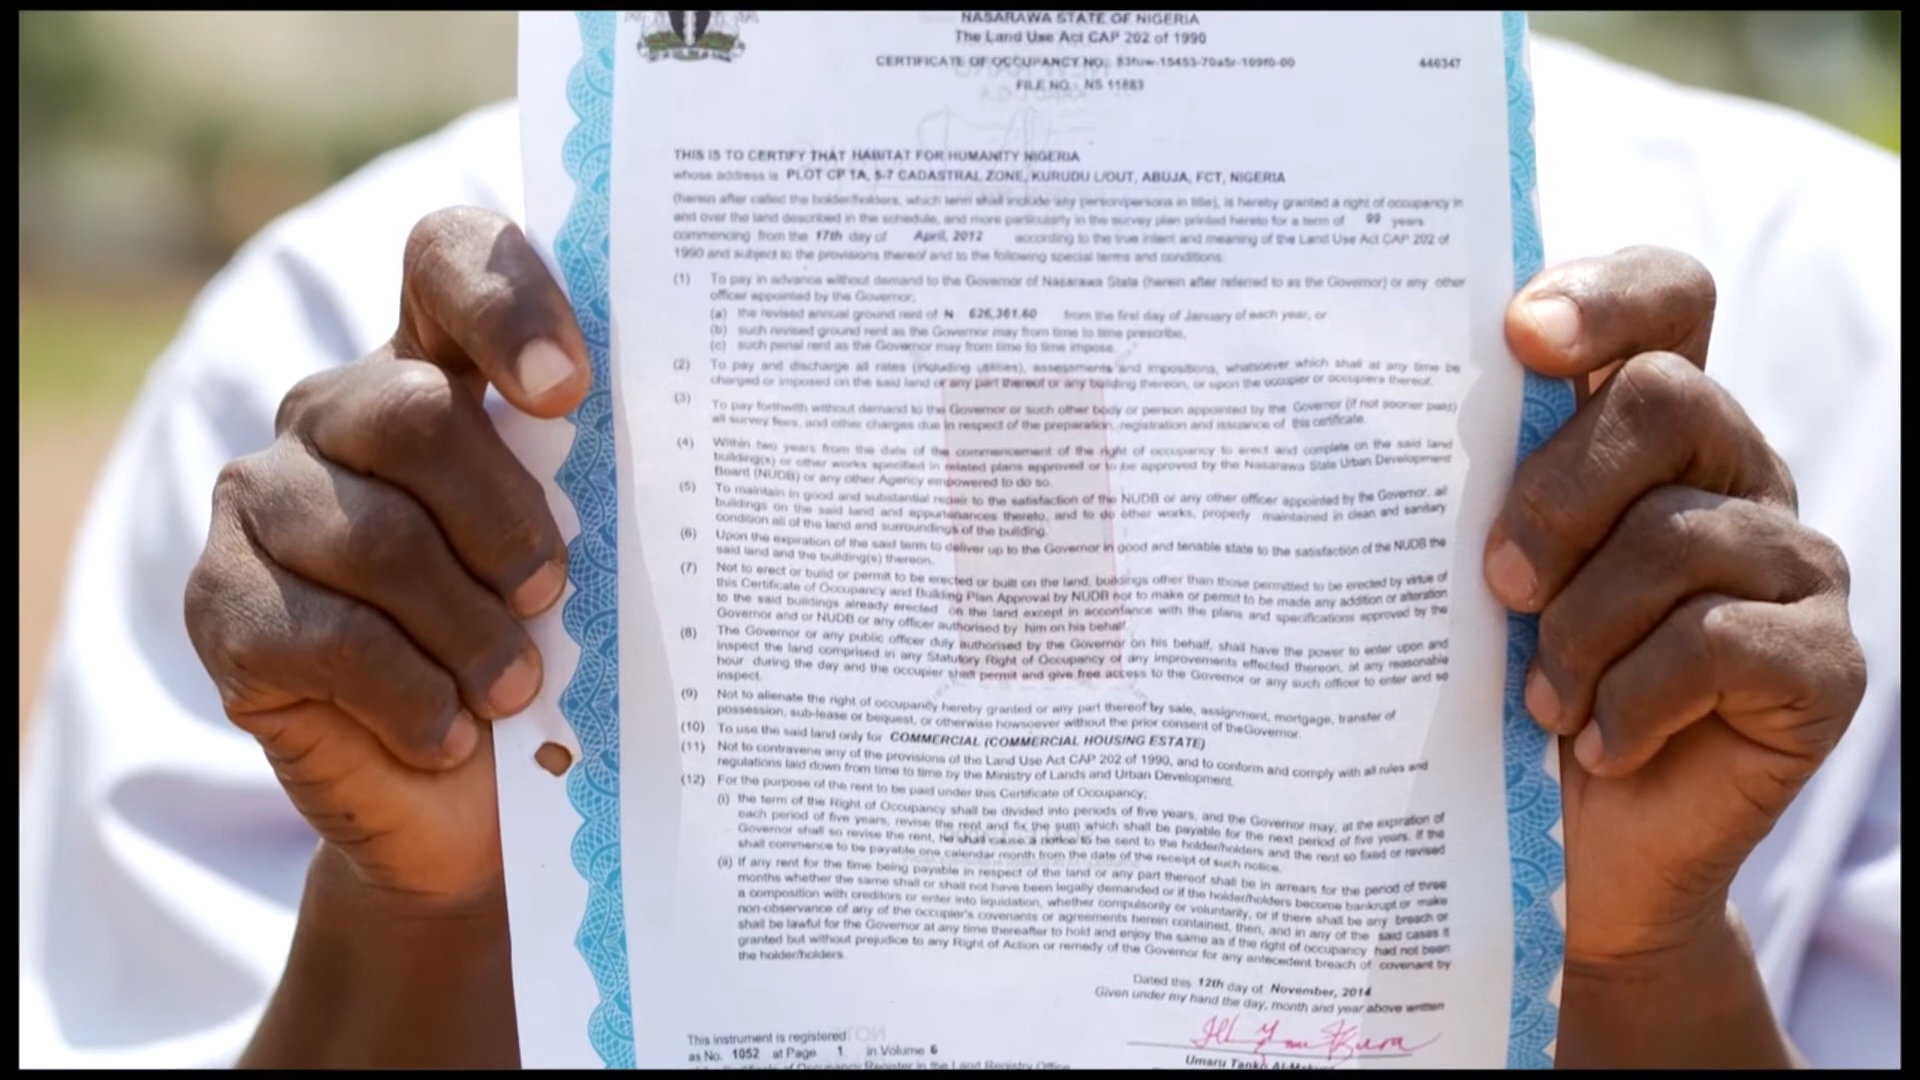 NASARAWA STATE OF NIGERIA
The Land Use Act CAP 202 of 1990
CERTIFICATE OF OCCUPANCY NO. 446347
FILE NO.: NS 11883
THIS IS TO CERTIFY THAT HABITAT FOR HUMANITY NIGERIA
whose address is PLOT CP 1A, 5-7 CADASTRAL ZONE, KURUDU L/OUT, ABUJA, FCT, NIGERIA
(herein after called the holder/holders, which term shall include any person/persons in title), is hereby granted a right of occupancy in
and over the land described in the schedule, and more particularly in the survey plan printed hereto for a term of 99 years
commencing from the 17th day of April, 2012 according to the true intent and meaning of the Land Use Act CAP 202 of
1990 and subject to the provisions thereof and to the following special terms and conditions:
(1) To pay in advance without demand to the Governor of Nasarawa State (herein after referred to as the Governor) or any other
officer appointed by the Governor;
(a) the revised annual ground rent of N 626,361.60 from the first day of January of each year, or
(b) such revised ground rent as the Governor may from time to time prescribe,
(c) such penal rent as the Governor may from time to time impose.
(2) To pay and discharge all rates (including utilities), assessments and impositions, whatsoever which shall at any time be
charged or imposed on the said land or any part thereof or any building thereon, or upon the occupier or occupiers thereof.
(3) To pay forthwith without demand to the Governor or such other body or person appointed by the Governor (if not sooner paid)
all survey fees, and other charges due in respect of the preparation, registration and issuance of this certificate.
(4) Within two years from the date of the commencement of the right of occupancy to erect and complete on the said land
building(s) or other works specified in related plans approved or to be approved by the Nasarawa State Urban Development
Board (NUDB) or any other Agency empowered to do so.
(5) To maintain in good and substantial repair to the satisfaction of the NUDB or any other officer appointed by the Governor, all
buildings on the said land and appurtenances thereto, and to do other works, properly maintained in clean and sanitary
condition all of the land and surroundings of the building.
(6) Upon the expiration of the said term to deliver up to the Governor in good and tenable state to the satisfaction of the NUDB the
said land and the building(s) thereon.
(7) Not to erect or build or permit to be erected or built on the land, buildings other than those permitted to be erected by virtue of
this Certificate of Occupancy and Building Plan Approval by NUDB not to make or permit to be made any addition or alteration
to the said buildings already erected on the land except in accordance with the plans and specifications approved by the
Governor and or NUDB or any officer authorised by him on his behalf.
(8) The Governor or any public officer duly authorised by the Governor on his behalf, shall have the power to enter upon and
inspect the land comprised in any Statutory Right of Occupancy or any improvements effected thereon, at any reasonable
hour during the day and the occupier shall permit and give free access to the Governor or any such officer to enter and so
inspect.
(9) Not to alienate the right of occupancy hereby granted or any part thereof by sale, assignment, mortgage, transfer of
possession, sub-lease or bequest, or otherwise howsoever without the prior consent of theGovernor.
(10) To use the said land only for COMMERCIAL (COMMERCIAL HOUSING ESTATE)
(11) Not to contravene any of the provisions of the Land Use Act CAP 202 of 1990, and to conform and comply with all rules and
regulations laid down from time to time by the Ministry of Lands and Urban Development.
(12) For the purpose of the rent to be paid under this Certificate of Occupancy;
(i) the term of the Right of Occupancy shall be divided into periods of five years, and the Governor may, at the expiration of
each period of five years, revise the rent and fix the sum which shall be payable for the next period of five years. If the
Governor shall so revise the rent, he shall cause a notice to be sent to the holder/holders and the rent so fixed or revised
shall commence to be payable one calendar month from the date of the receipt of such notice.
(ii) If any rent for the time being payable in respect of the land or any part thereof shall be in arrears for the period of three
months whether the same shall or shall not have been legally demanded or if the holder/holders become bankrupt or make
a composition with creditors or enter into liquidation, whether compulsorily or voluntarily, or if there shall be any breach or
non-observance of any of the occupier's covenants or agreements herein contained, then, and in any of the said cases it
shall be lawful for the Governor at any time thereafter to hold and enjoy the same as if the right of occupancy had not been
granted but without prejudice to any Right of Action or remedy of the Governor for any antecedent breach of covenant by
the holder/holders.
Dated this 12th day of November, 2014
Given under my hand the day, month and year above written
This instrument is registered
as No. 1052 at Page 1 in Volume 6
Umaru Tanko
of Occupancy Register in the Land Registry Office